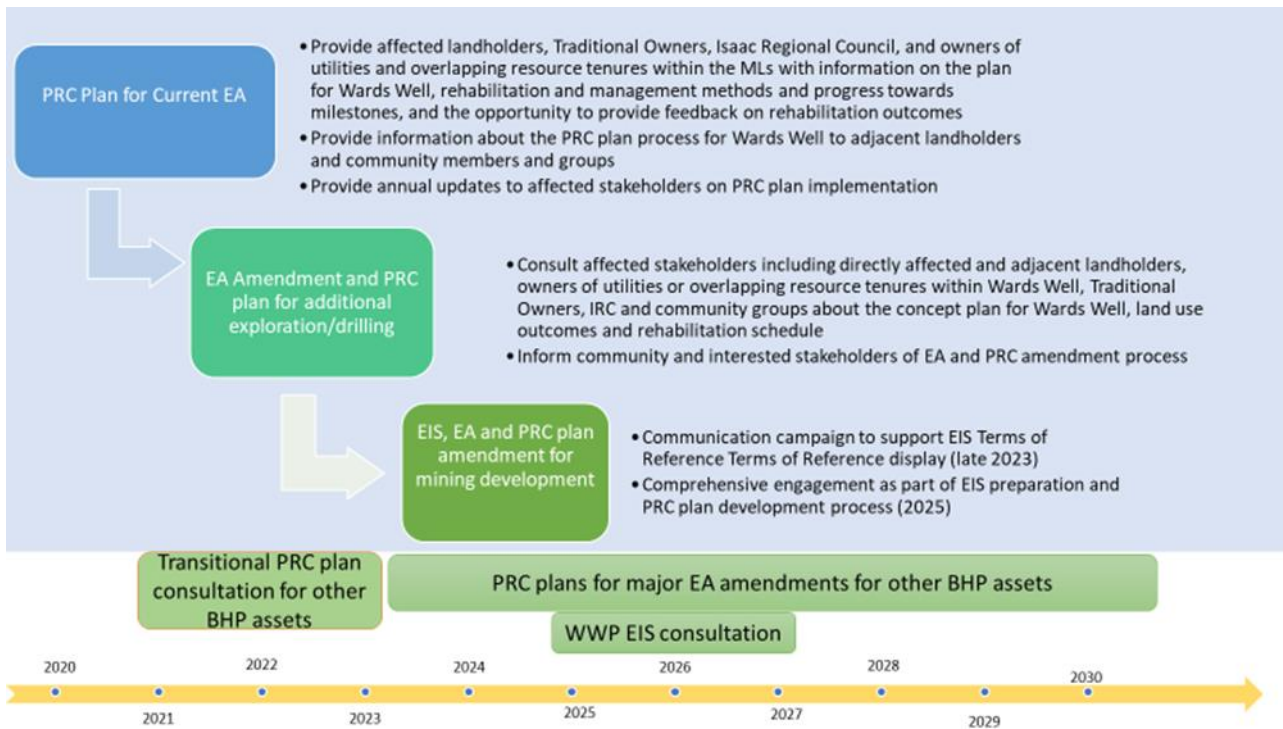 PRC Plan for Current EA
• Provide affected landholders, Traditional Owners, Isaac Regional Council, and owners of
utilities and overlapping resource tenures within the MLs with information on the plan
for Wards Well, rehabilitation and management methods and progress towards
milestones, and the opportunity to provide feedback on rehabilitation outcomes
• Provide information about the PRC plan process for Wards Well to adjacent landholders
and community members and groups
• Provide annual updates to affected stakeholders on PRC plan implementation
EA Amendment and PRC
plan for additional
exploration/drilling
• Consult affected stakeholders including directly affected and adjacent landholders,
owners of utilities or overlapping resource tenures within Wards Well, Traditional
Owners, IRC and community groups about the concept plan for Wards Well, land use
outcomes and rehabilitation schedule
• Inform community and interested stakeholders of EA and PRC amendment process
EIS, EA and PRC plan
amendment for
mining development
• Communication campaign to support EIS Terms of
Reference Terms of Reference display (late 2023)
• Comprehensive engagement as part of EIS preparation and
PRC plan development process (2025)
Transitional PRC plan
consultation for other
BHP assets
PRC plans for major EA amendments for other BHP assets
WWP EIS consultation
2020
2021
2022
2023
2024
2025
2026
2027
2028
2029
2030